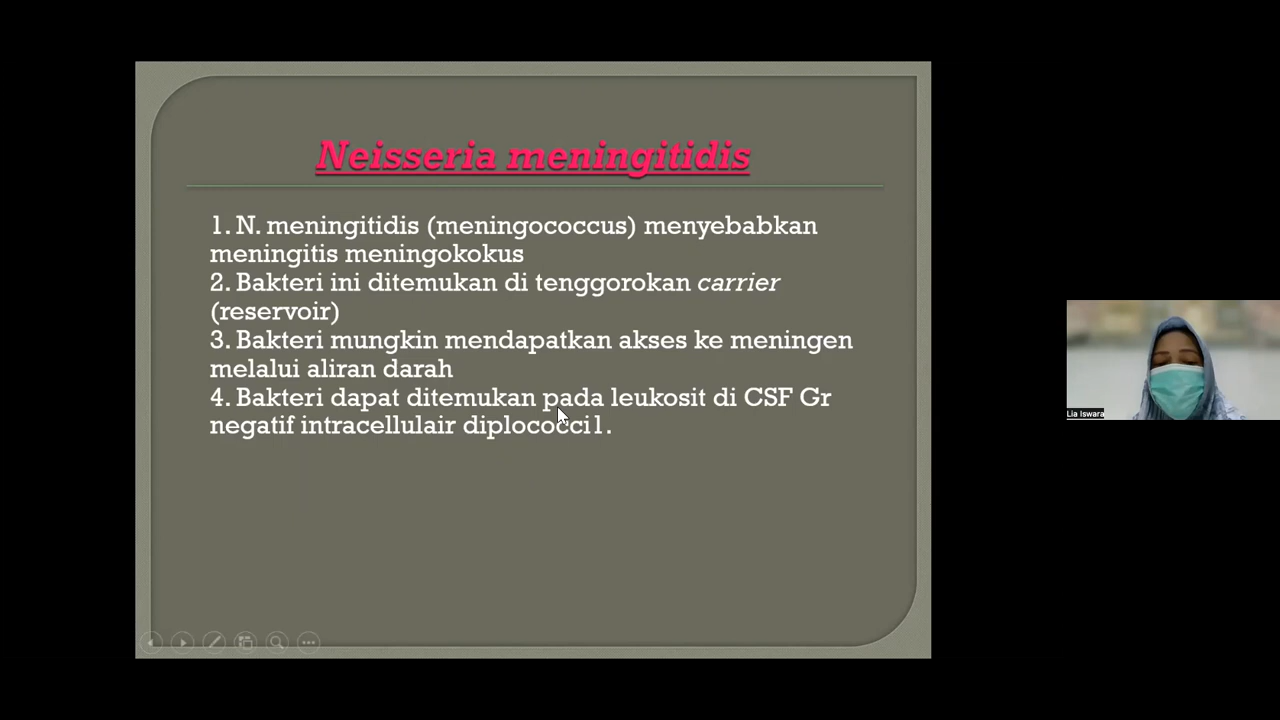 Neisseria meningitidis
1. N. meningitidis (meningococcus) menyebabkan
meningitis meningokokus
2. Bakteri ini ditemukan di tenggorokan carrier
(reservoir)
3. Bakteri mungkin mendapatkan akses ke meningen
melalui aliran darah
4. Bakteri dapat ditemukan pada leukosit di CSF Gr
negatif intracellulair diplococci1.
Lia Iswara